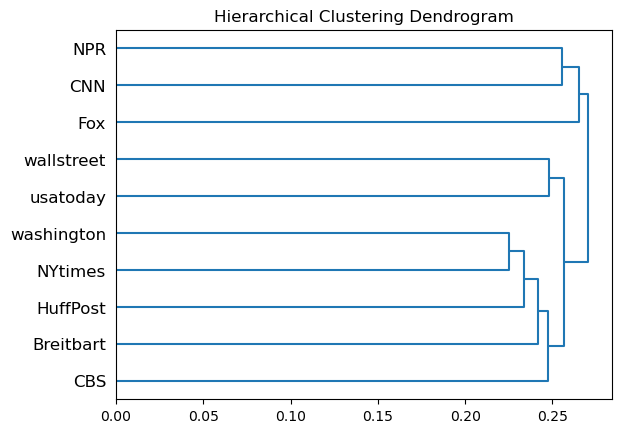 Hierarchical Clustering Dendrogram
NPR
CNN
Fox
wallstreet
usatoday
washington
NYtimes
HuffPost
Breitbart
CBS
0.00 0.05 0.10 0.15 0.20 0.25